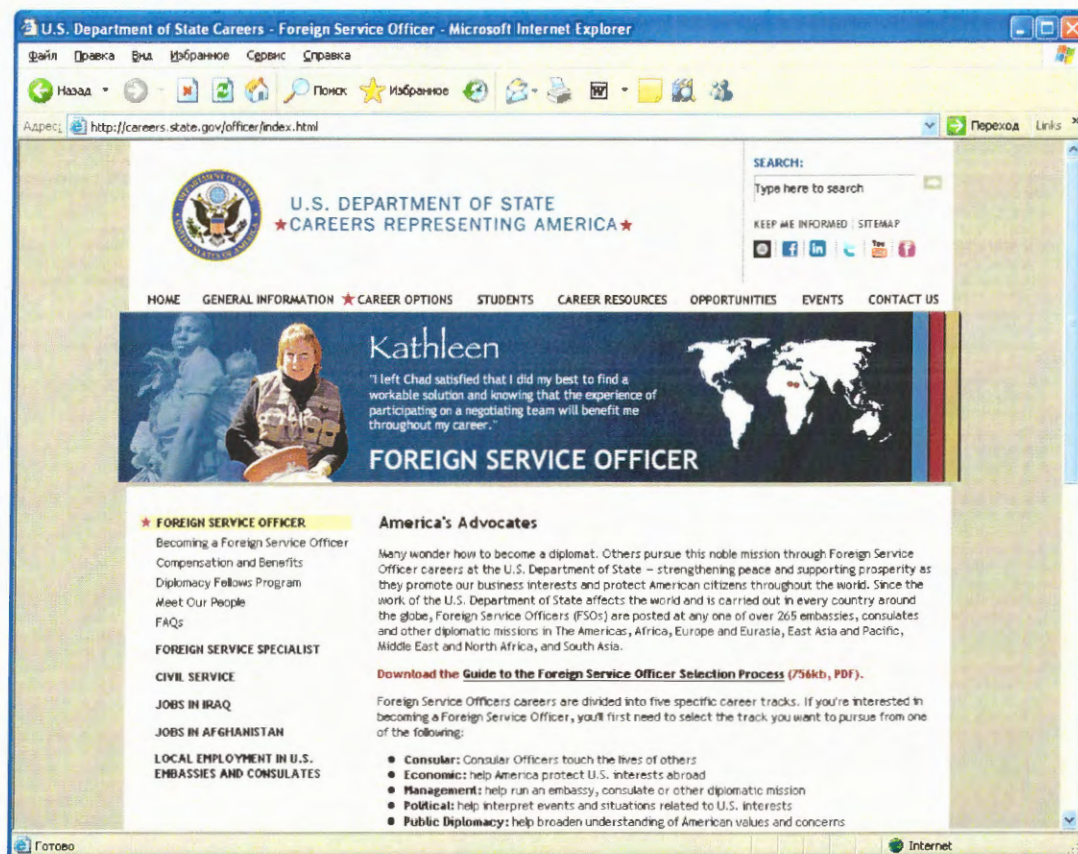 U.S. Department of State Careers - Foreign Service Officer - Microsoft Internet Explorer
Файл Правка Вид Избранное Сервис Справка
Назад Поиск Избранное
Адрес: http://careers.state.gov/officer/index.html Переход Links »
SEARCH:
Type here to search
U.S. DEPARTMENT OF STATE
CAREERS REPRESENTING AMERICA
KEEP ME INFORMED | SITEMAP
HOME GENERAL INFORMATION CAREER OPTIONS STUDENTS CAREER RESOURCES OPPORTUNITIES EVENTS CONTACT US
Kathleen
"I left Chad satisfied that I did my best to find a
workable solution and knowing that the experience of
participating on a negotiating team will benefit me
throughout my career."
FOREIGN SERVICE OFFICER
FOREIGN SERVICE OFFICER
Becoming a Foreign Service Officer
Compensation and Benefits
Diplomacy Fellows Program
Meet Our People
FAQs
FOREIGN SERVICE SPECIALIST
CIVIL SERVICE
JOBS IN IRAQ
JOBS IN AFGHANISTAN
LOCAL EMPLOYMENT IN U.S.
EMBASSIES AND CONSULATES
America's Advocates
Many wonder how to become a diplomat. Others pursue this noble mission through Foreign Service
Officer careers at the U.S. Department of State – strengthening peace and supporting prosperity as
they promote our business interests and protect American citizens throughout the world. Since the
work of the U.S. Department of State affects the world and is carried out in every country around
the globe, Foreign Service Officers (FSOs) are posted at any one of over 265 embassies, consulates
and other diplomatic missions in The Americas, Africa, Europe and Eurasia, East Asia and Pacific,
Middle East and North Africa, and South Asia.
Download the Guide to the Foreign Service Officer Selection Process (756kb, PDF).
Foreign Service Officers careers are divided into five specific career tracks. If you're interested in
becoming a Foreign Service Officer, you'll first need to select the track you want to pursue from one
of the following:
• Consular: Consular Officers touch the lives of others
• Economic: help America protect U.S. interests abroad
• Management: help run an embassy, consulate or other diplomatic mission
• Political: help interpret events and situations related to U.S. interests
• Public Diplomacy: help broaden understanding of American values and concerns
Готово Internet